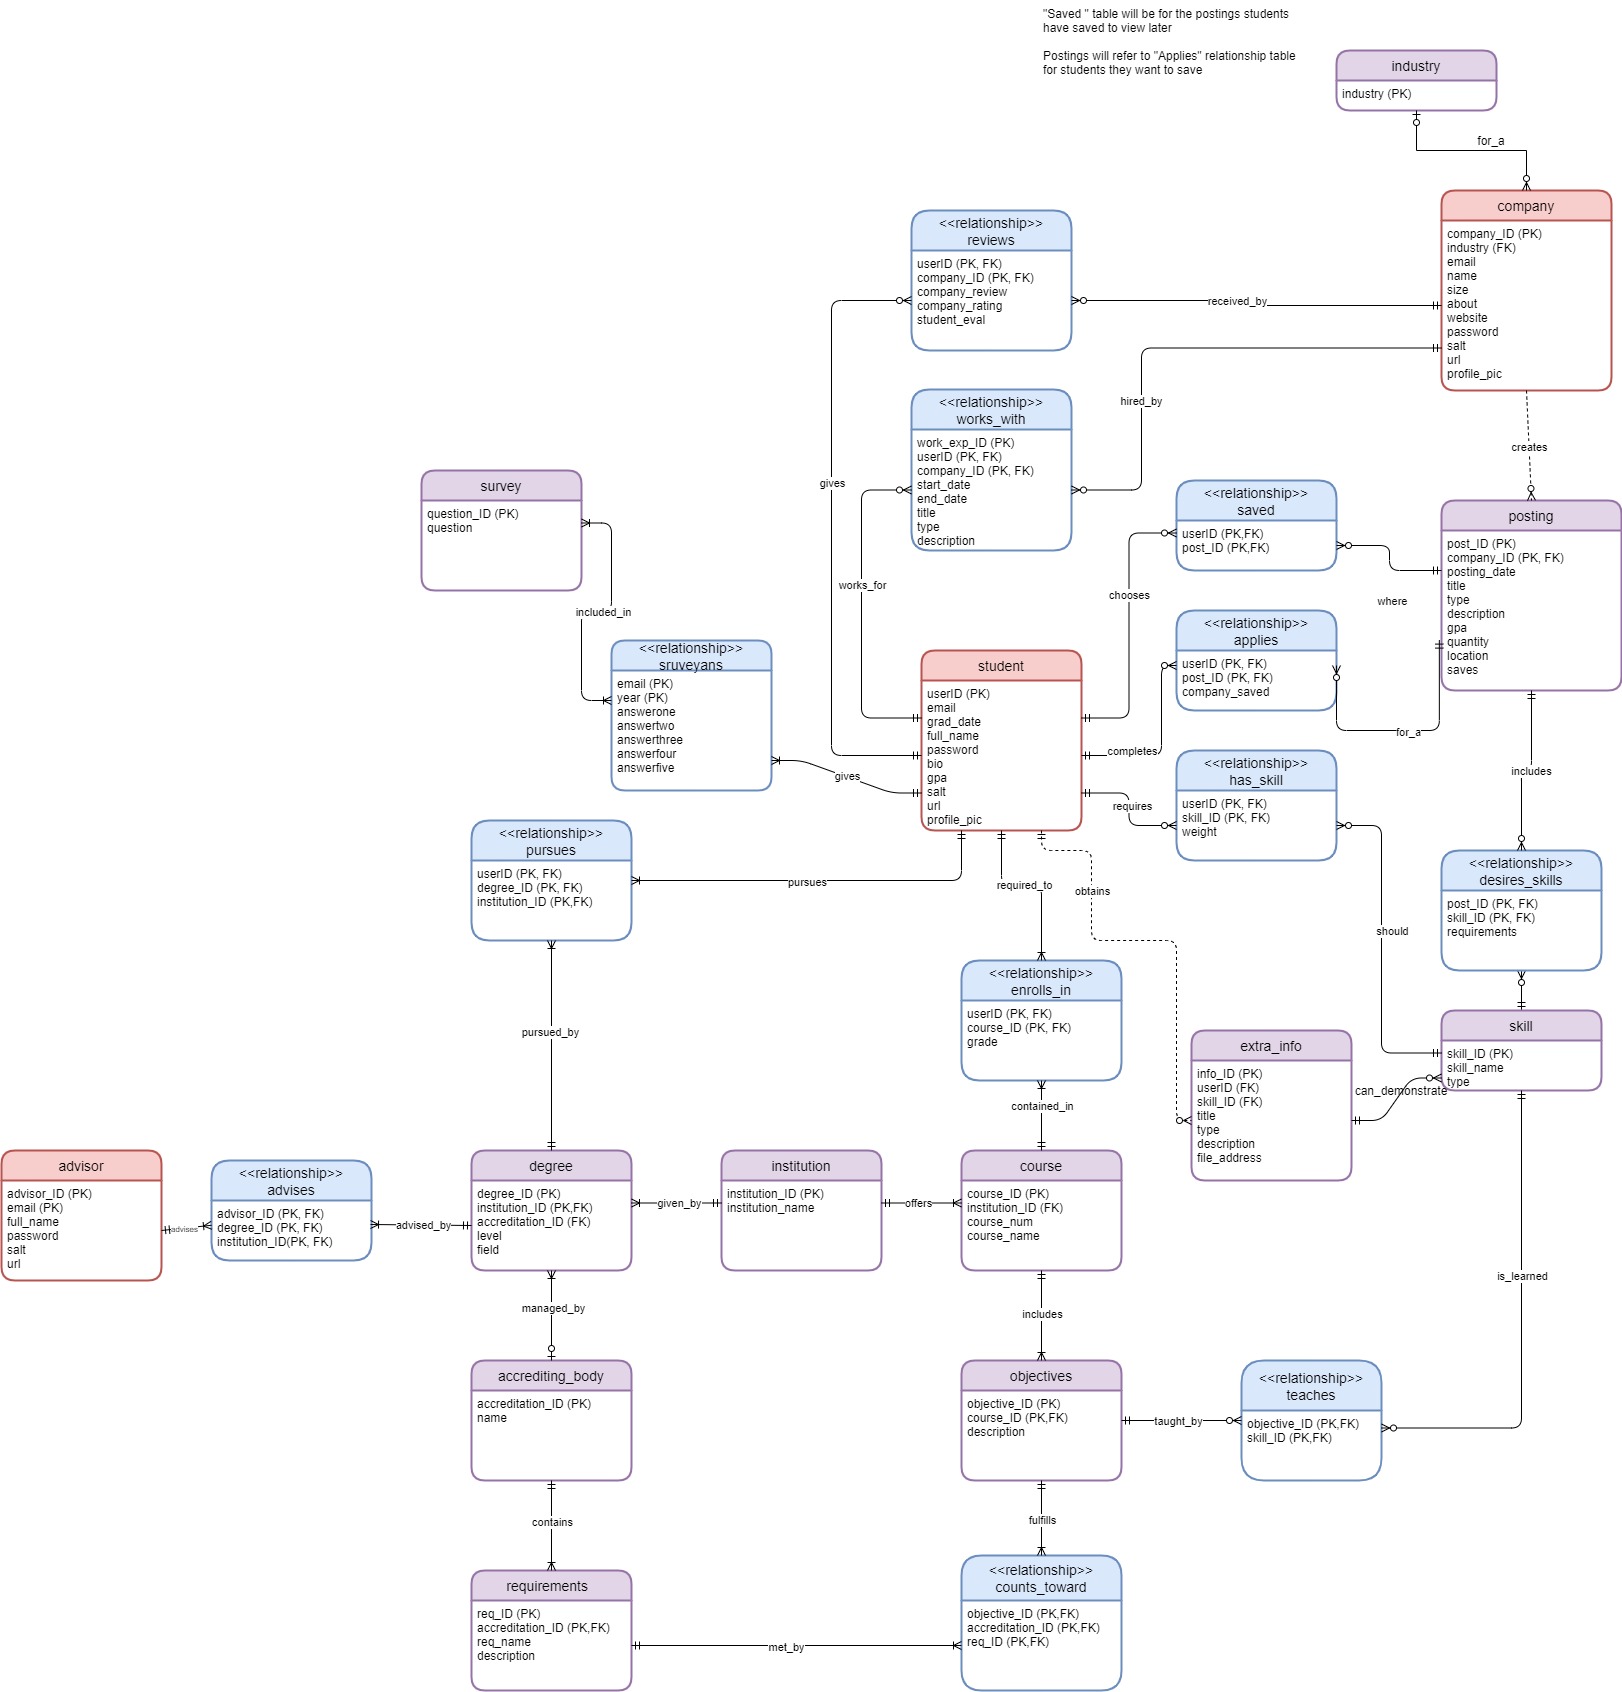 "Saved " table will be for the postings students
have saved to view later
Postings will refer to "Applies" relationship table
for students they want to save
industry
industry (PK)
for_a
company
company_ID (PK)
industry (FK)
email
name
size
about
website
password
salt
url
profile_pic
<<relationship>>
reviews
userID (PK, FK)
company_ID (PK, FK)
company_review
company_rating
student_eval
received_by
hired_by
creates
gives
<<relationship>>
works_with
work_exp_ID (PK)
userID (PK, FK)
company_ID (PK, FK)
start_date
end_date
title
type
description
works_for
survey
question_ID (PK)
question
included_in
<<relationship>>
saved
userID (PK,FK)
post_ID (PK,FK)
chooses
where
posting
post_ID (PK)
company_ID (PK, FK)
posting_date
title
type
description
gpa
quantity
location
saves
<<relationship>>
applies
userID (PK, FK)
post_ID (PK, FK)
company_saved
completes
for_a
<<relationship>>
sruveyans
email (PK)
year (PK)
answerone
answertwo
answerthree
answerfour
answerfive
gives
student
userID (PK)
email
grad_date
full_name
password
bio
gpa
salt
url
profile_pic
<<relationship>>
has_skill
userID (PK, FK)
skill_ID (PK, FK)
weight
requires
includes
<<relationship>>
pursues
userID (PK, FK)
degree_ID (PK, FK)
institution_ID (PK,FK)
pursues
required_to
obtains
should
<<relationship>>
desires_skills
post_ID (PK, FK)
skill_ID (PK, FK)
requirements
<<relationship>>
enrolls_in
userID (PK, FK)
course_ID (PK, FK)
grade
pursued_by
contained_in
extra_info
info_ID (PK)
userID (FK)
skill_ID (FK)
title
type
description
file_address
can_demonstrate
skill
skill_ID (PK)
skill_name
type
advisor
advisor_ID (PK)
email (PK)
full_name
password
salt
url
advises
<<relationship>>
advises
advisor_ID (PK, FK)
degree_ID (PK, FK)
institution_ID(PK, FK)
advised_by
degree
degree_ID (PK)
institution_ID (PK,FK)
accreditation_ID (FK)
level
field
given_by
institution
institution_ID (PK)
institution_name
offers
course
course_ID (PK)
institution_ID (FK)
course_num
course_name
is_learned
managed_by
includes
accrediting_body
accreditation_ID (PK)
name
objectives
objective_ID (PK)
course_ID (PK,FK)
description
taught_by
<<relationship>>
teaches
objective_ID (PK,FK)
skill_ID (PK,FK)
contains
fulfills
requirements
req_ID (PK)
accreditation_ID (PK,FK)
req_name
description
met_by
<<relationship>>
counts_toward
objective_ID (PK,FK)
accreditation_ID (PK,FK)
req_ID (PK,FK)